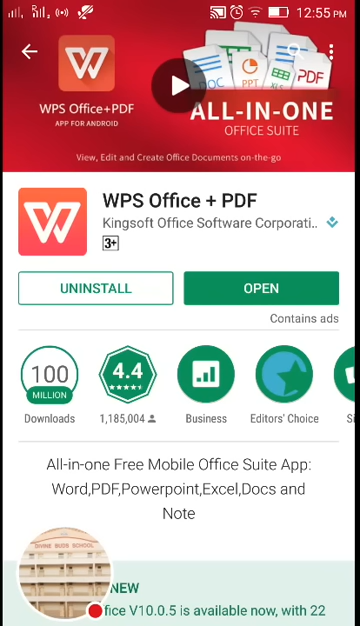 12:55 PM
WPS Office+PDF
APP FOR ANDROID
DOC
PPT
XLS
PDF
ALL-IN-ONE
OFFICE SUITE
View, Edit and Create Office Documents on-the-go
WPS Office + PDF
Kingsoft Office Software Corporati..
3+
UNINSTALL
OPEN
Contains ads
100
MILLION
4.4
Downloads
1,185,004
Business
Editors' Choice
All-in-one Free Mobile Office Suite App:
Word,PDF,Powerpoint,Excel,Docs and
Note
DIVINE BUDS SCHOOL
NEW
fice V10.0.5 is available now, with 22